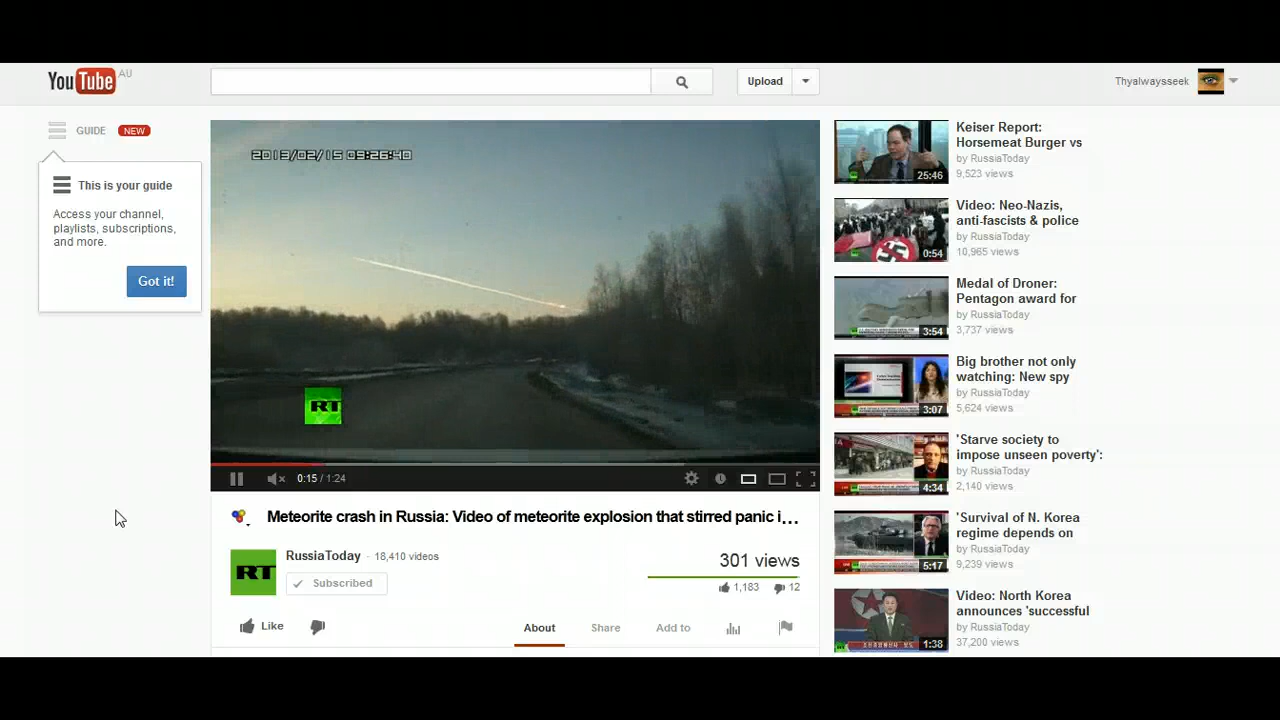 YouTube AU
Upload
Thyalwaysseek
GUIDE NEW
This is your guide
Access your channel,
playlists, subscriptions,
and more.
Got it!
2013/02/15 09:26:40
RT
0:15 / 1:24
Meteorite crash in Russia: Video of meteorite explosion that stirred panic i...
RT
RussiaToday · 18,410 videos
Subscribed
301 views
1,183 12
Like
About Share Add to
Keiser Report:
Horsemeat Burger vs
by RussiaToday
9,523 views
25:46
Video: Neo-Nazis,
anti-fascists & police
by RussiaToday
10,965 views
0:54
Medal of Droner:
Pentagon award for
by RussiaToday
3,737 views
3:54
Big brother not only
watching: New spy
by RussiaToday
5,624 views
3:07
'Starve society to
impose unseen poverty':
by RussiaToday
2,140 views
4:34
'Survival of N. Korea
regime depends on
by RussiaToday
9,239 views
5:17
Video: North Korea
announces 'successful
by RussiaToday
37,200 views
1:38